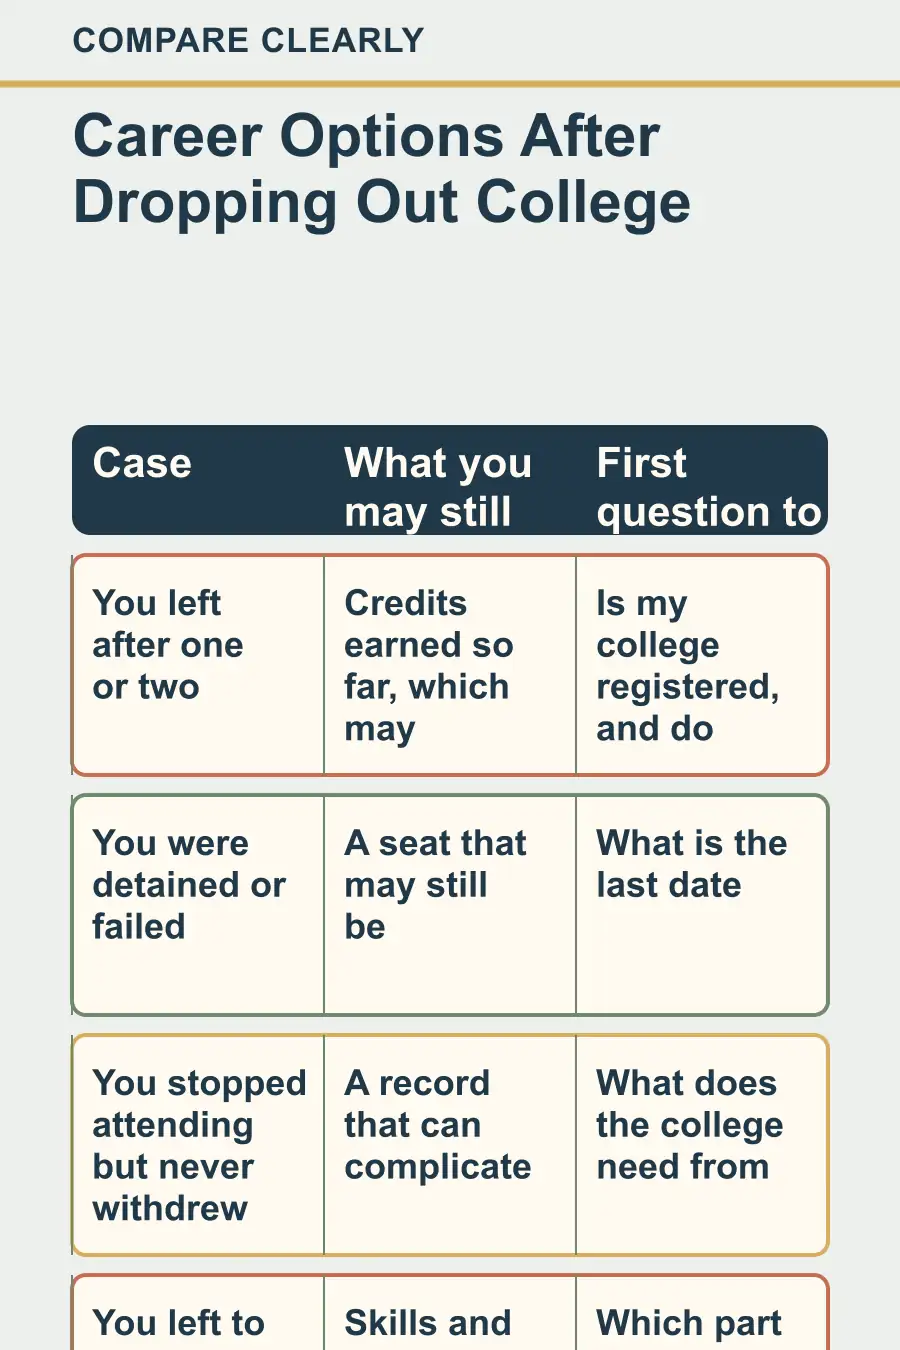 COMPARE CLEARLY
Career Options After
Dropping Out College
Case
What you
may still
First
question to
You left
after one
or two
Credits
earned so
far, which
may
Is my
college
registered,
and do
You were
detained or
failed
A seat that
may still
be
What is the
last date
You stopped
attending
but never
withdrew
A record
that can
complicate
What does
the college
need from
You left to
Skills and
Which part